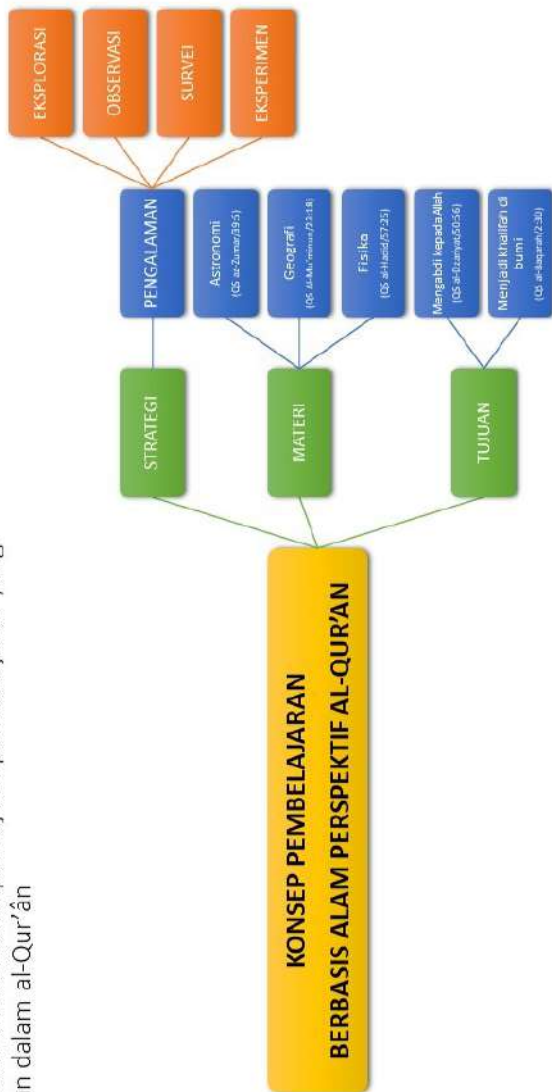 n dalam al-Qur'ân
KONSEP PEMBELAJARAN
BERBASIS ALAM PERSPEKTIF AL-QUR'AN
STRATEGI
PENGALAMAN
EKSPLORASI
OBSERVASI
SURVEI
EKSPERIMEN
MATERI
Astronomi
(QS az-Zumar/39:5)
Geografi
(QS Al-Mu'minun/23:18)
Fisika
(QS al-Hadid/57:25)
TUJUAN
Mengabdi kepada Allah
(QS al-Dzariyat/50:56)
Menjadi khalifah di
bumi
(QS al-Baqarah/2:30)